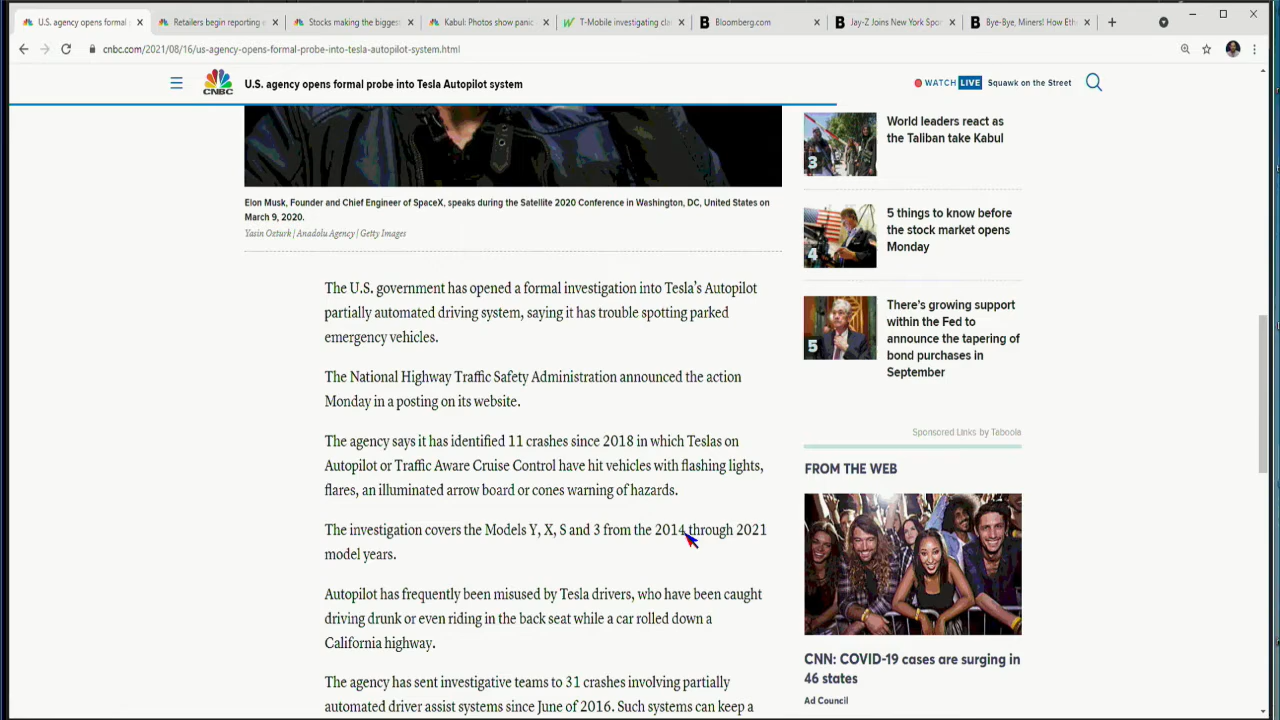 U.S. agency opens formal
Retailers begin reporting e
Stocks making the biggest
Kabul: Photos show panic
T-Mobile investigating cla
Bloomberg.com
Jay-Z Joins New York Spo
Bye-Bye, Miners! How Eth
cnbc.com/2021/08/16/us-agency-opens-formal-probe-into-tesla-autopilot-system.html
CNBC
U.S. agency opens formal probe into Tesla Autopilot system
WATCH LIVE Squawk on the Street
Elon Musk, Founder and Chief Engineer of SpaceX, speaks during the Satellite 2020 Conference in Washington, DC, United States on
March 9, 2020.
Yasin Ozturk | Anadolu Agency | Getty Images
The U.S. government has opened a formal investigation into Tesla's Autopilot
partially automated driving system, saying it has trouble spotting parked
emergency vehicles.
The National Highway Traffic Safety Administration announced the action
Monday in a posting on its website.
The agency says it has identified 11 crashes since 2018 in which Teslas on
Autopilot or Traffic Aware Cruise Control have hit vehicles with flashing lights,
flares, an illuminated arrow board or cones warning of hazards.
The investigation covers the Models Y, X, S and 3 from the 2014 through 2021
model years.
Autopilot has frequently been misused by Tesla drivers, who have been caught
driving drunk or even riding in the back seat while a car rolled down a
California highway.
The agency has sent investigative teams to 31 crashes involving partially
automated driver assist systems since June of 2016. Such systems can keep a
3
World leaders react as
the Taliban take Kabul
4
5 things to know before
the stock market opens
Monday
5
There's growing support
within the Fed to
announce the tapering of
bond purchases in
September
Sponsored Links by Taboola
FROM THE WEB
CNN: COVID-19 cases are surging in
46 states
Ad Council